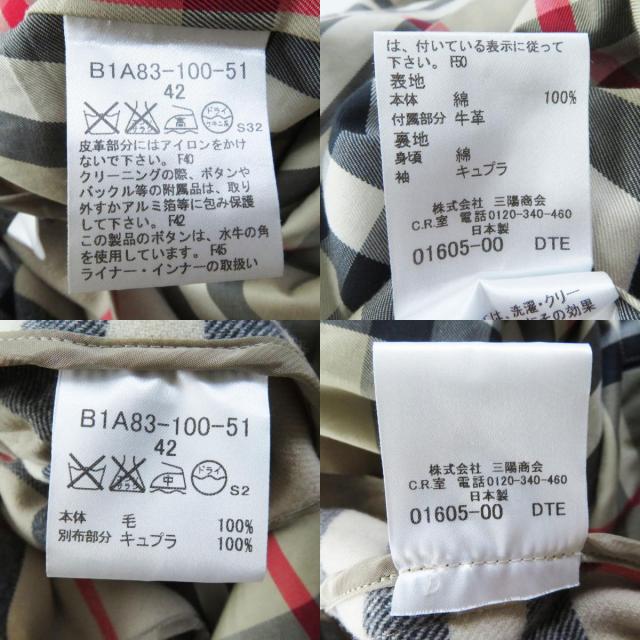 B1A83-100-51
42
ドライ
S32
皮革部分にはアイロンをかけ
ないで下さい。F40
クリーニングの際、ボタンや
バックル等の附属品は、取り
外すかアルミ箔等に包み保護
して下さい。F42
この製品のボタンは、水牛の角
を使用しています。F45
ライナー・インナーの取扱い
は、付いている表示に従って
下さい。F50
表地
本体 綿 100%
付属部分 牛革
裏地
身頃 綿
袖 キュプラ
株式会社 三陽商会
C.R.室 電話0120-340-460
日本製
01605-00 DTE
は、洗濯・クリー
その効果
B1A83-100-51
42
ドライ
S2
本体 毛 100%
別布部分 キュプラ 100%
株式会社 三陽商会
C.R.室 電話0120-340-460
日本製
01605-00 DTE